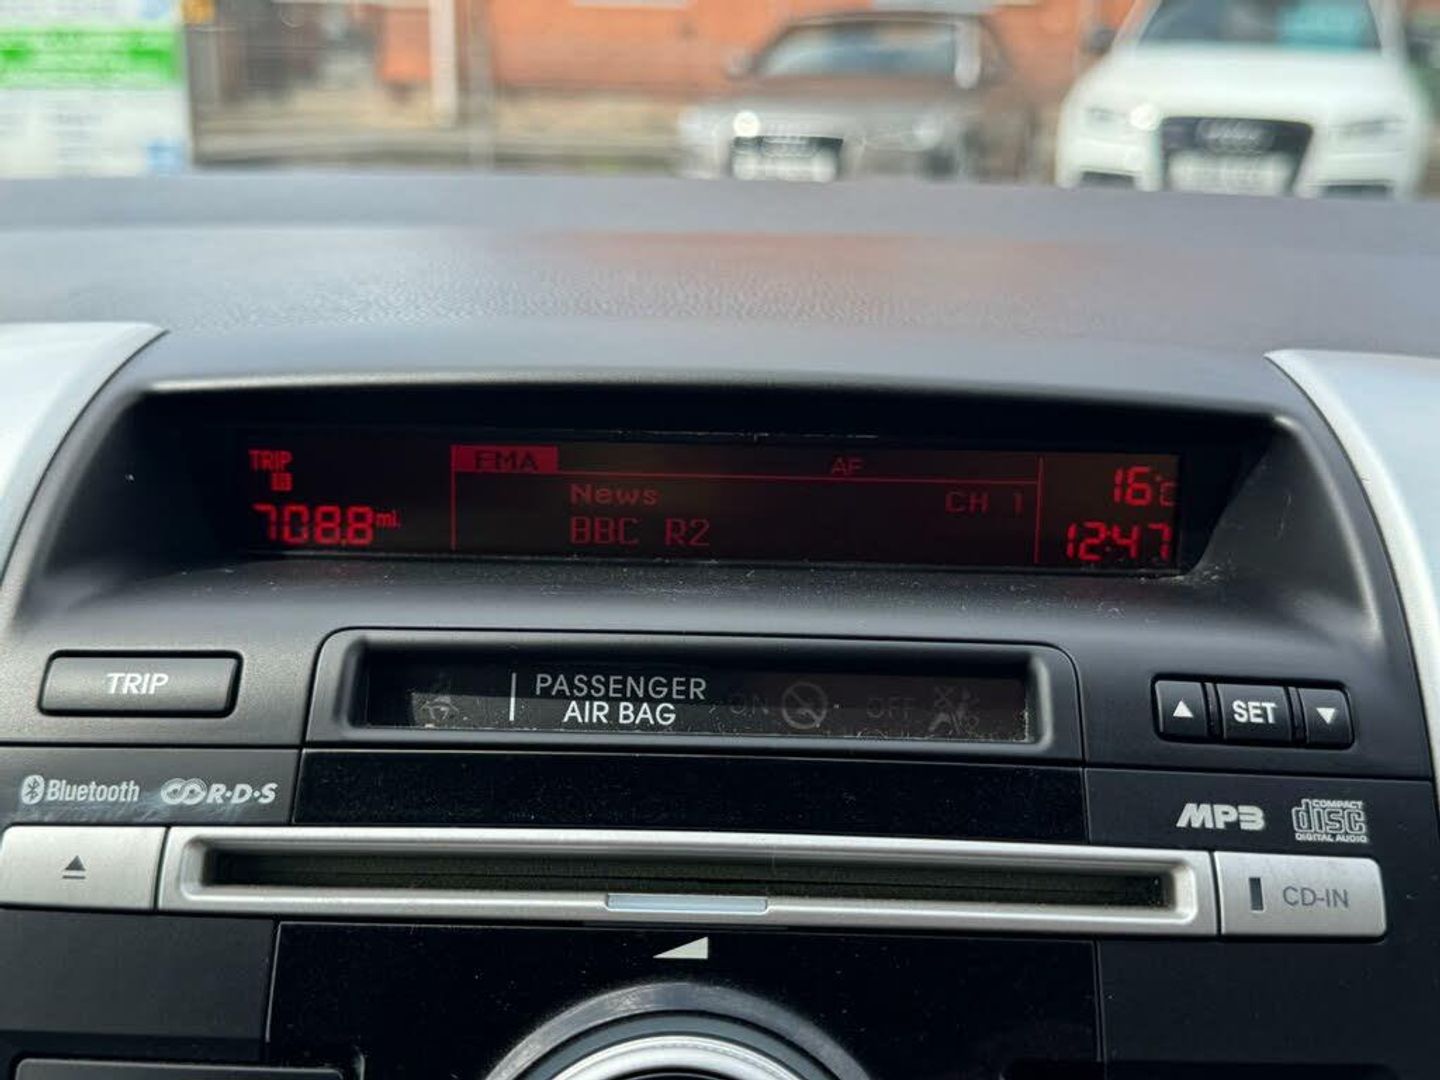 TRIP
B
708.8 mi.
FMA
AF
News
CH 1
BBC R2
16°C
12:47
TRIP
PASSENGER
AIR BAG
ON
OFF
SET
Bluetooth
R·D·S
MP3
COMPACT
disc
DIGITAL AUDIO
CD-IN